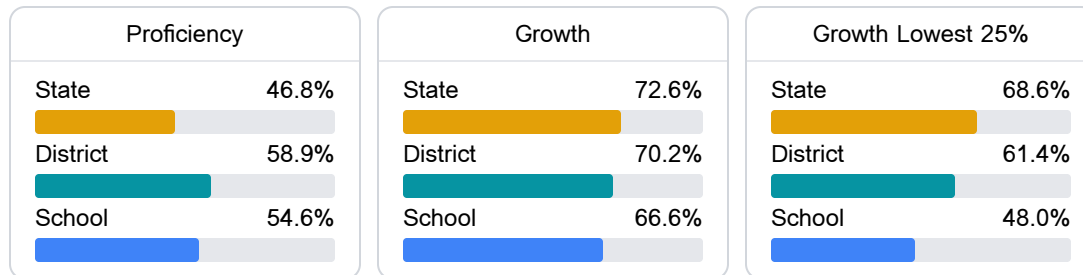 Proficiency
State 46.8%
District 58.9%
School 54.6%
Growth
State 72.6%
District 70.2%
School 66.6%
Growth Lowest 25%
State 68.6%
District 61.4%
School 48.0%